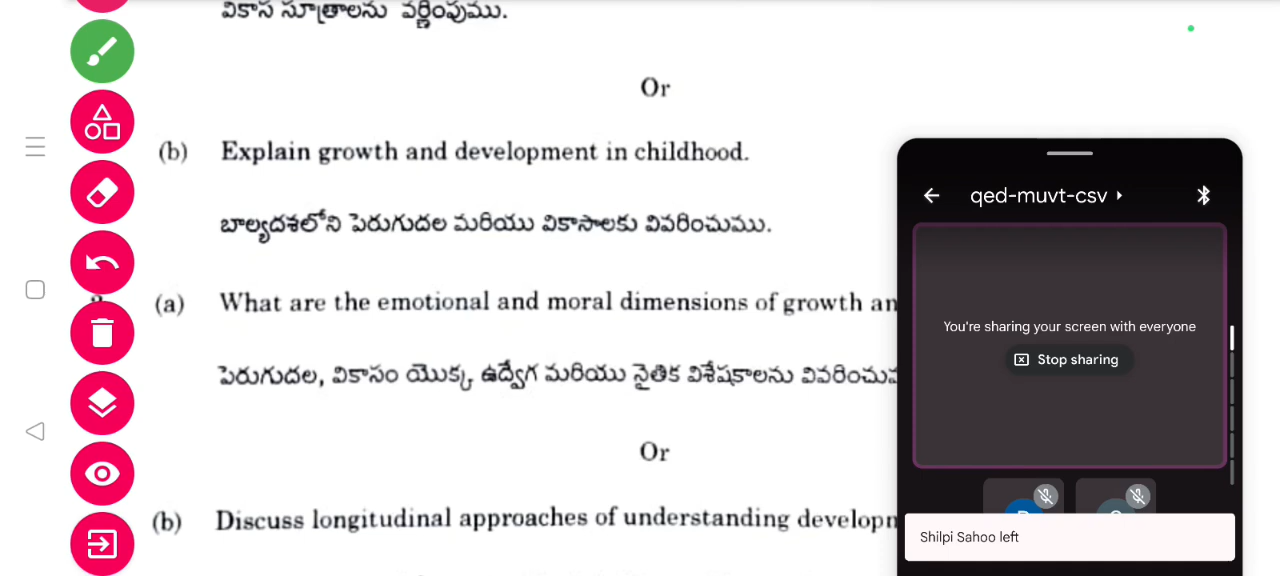 వికాస సూత్రాలను వర్ణింపుము.
Or
(b) Explain growth and development in childhood.
బాల్యదశలోని పెరుగుదల మరియు వికాసాలకు వివరించుము.
(a) What are the emotional and moral dimensions of growth an
పెరుగుదల, వికాసం యొక్క ఉద్వేగ మరియు నైతిక విశేషకాలను
Or
(b) Discuss longitudinal approaches of understanding developn
qed-muvt-csv
You're sharing your screen with everyone
Stop sharing
Shilpi Sahoo left